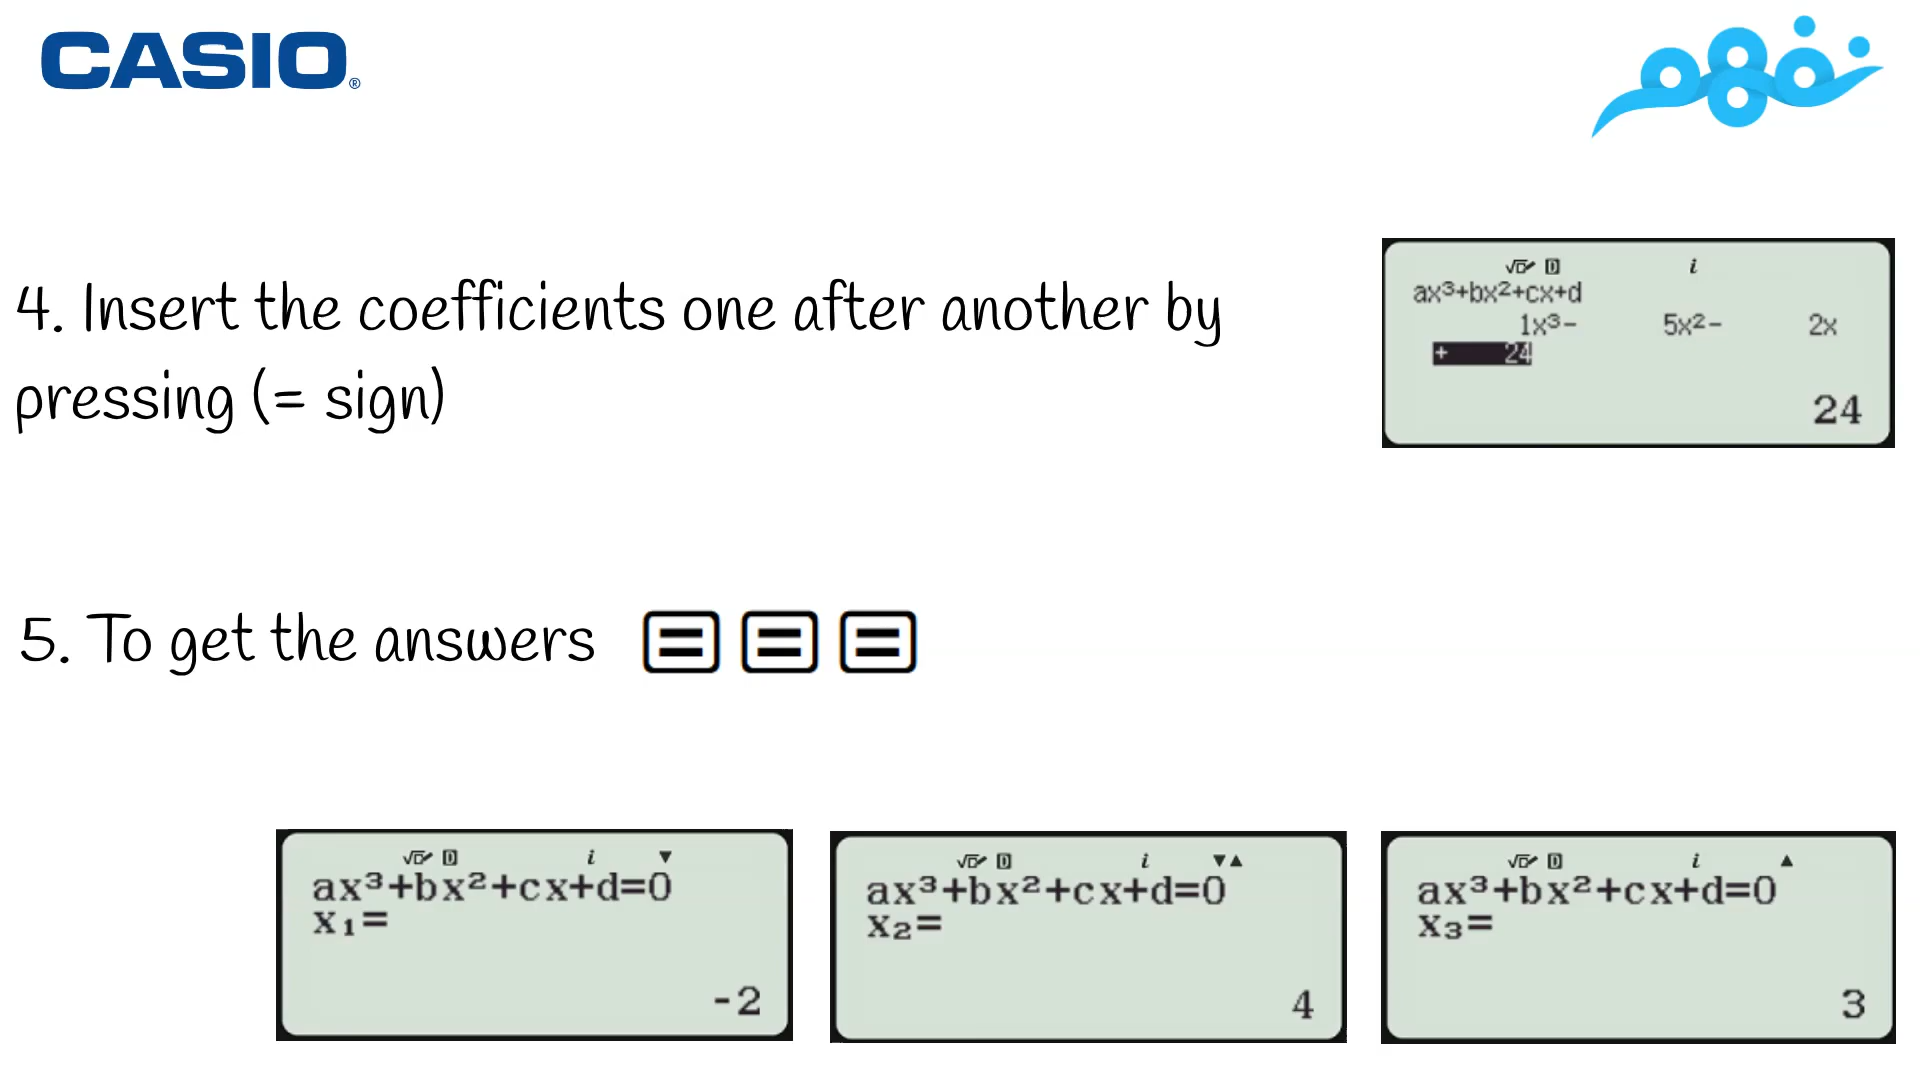 CASIO®
نفهم
4. Insert the coefficients one after another by
pressing (= sign)
√□ D i
ax³+bx²+cx+d
1x³- 5x²- 2x
+ 24
24
5. To get the answers = = =
√□ D i ▼
ax³+bx²+cx+d=0
x₁=
-2
√□ D i ▼▲
ax³+bx²+cx+d=0
x₂=
4
√□ D i ▲
ax³+bx²+cx+d=0
x₃=
3